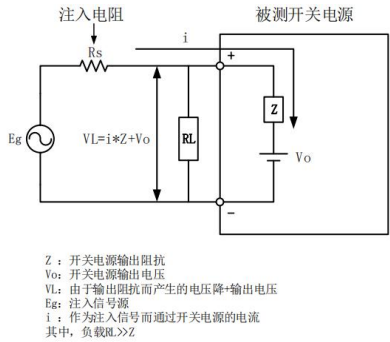 注入电阻
被测开关电源
i
Rs
+
Eg
VL=i*Z+Vo
RL
Z
Vo
−
Z ：开关电源输出阻抗
Vo：开关电源输出电压
VL：由于输出阻抗而产生的电压降+输出电压
Eg：注入信号源
i ：作为注入信号而通过开关电源的电流
其中，负载RL>>Z